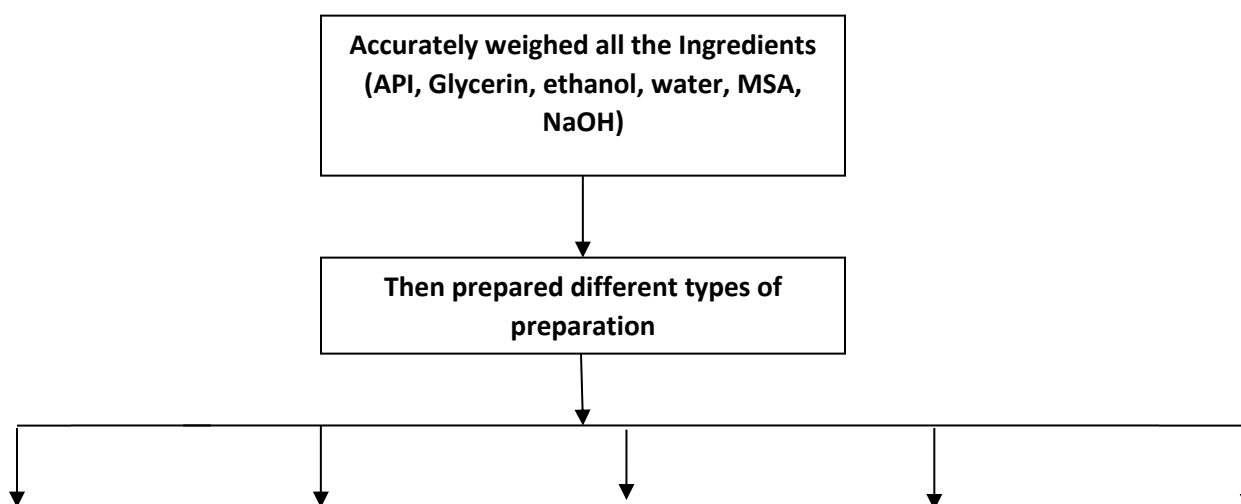 Accurately weighed all the Ingredients
(API, Glycerin, ethanol, water, MSA,
NaOH)
Then prepared different types of
preparation